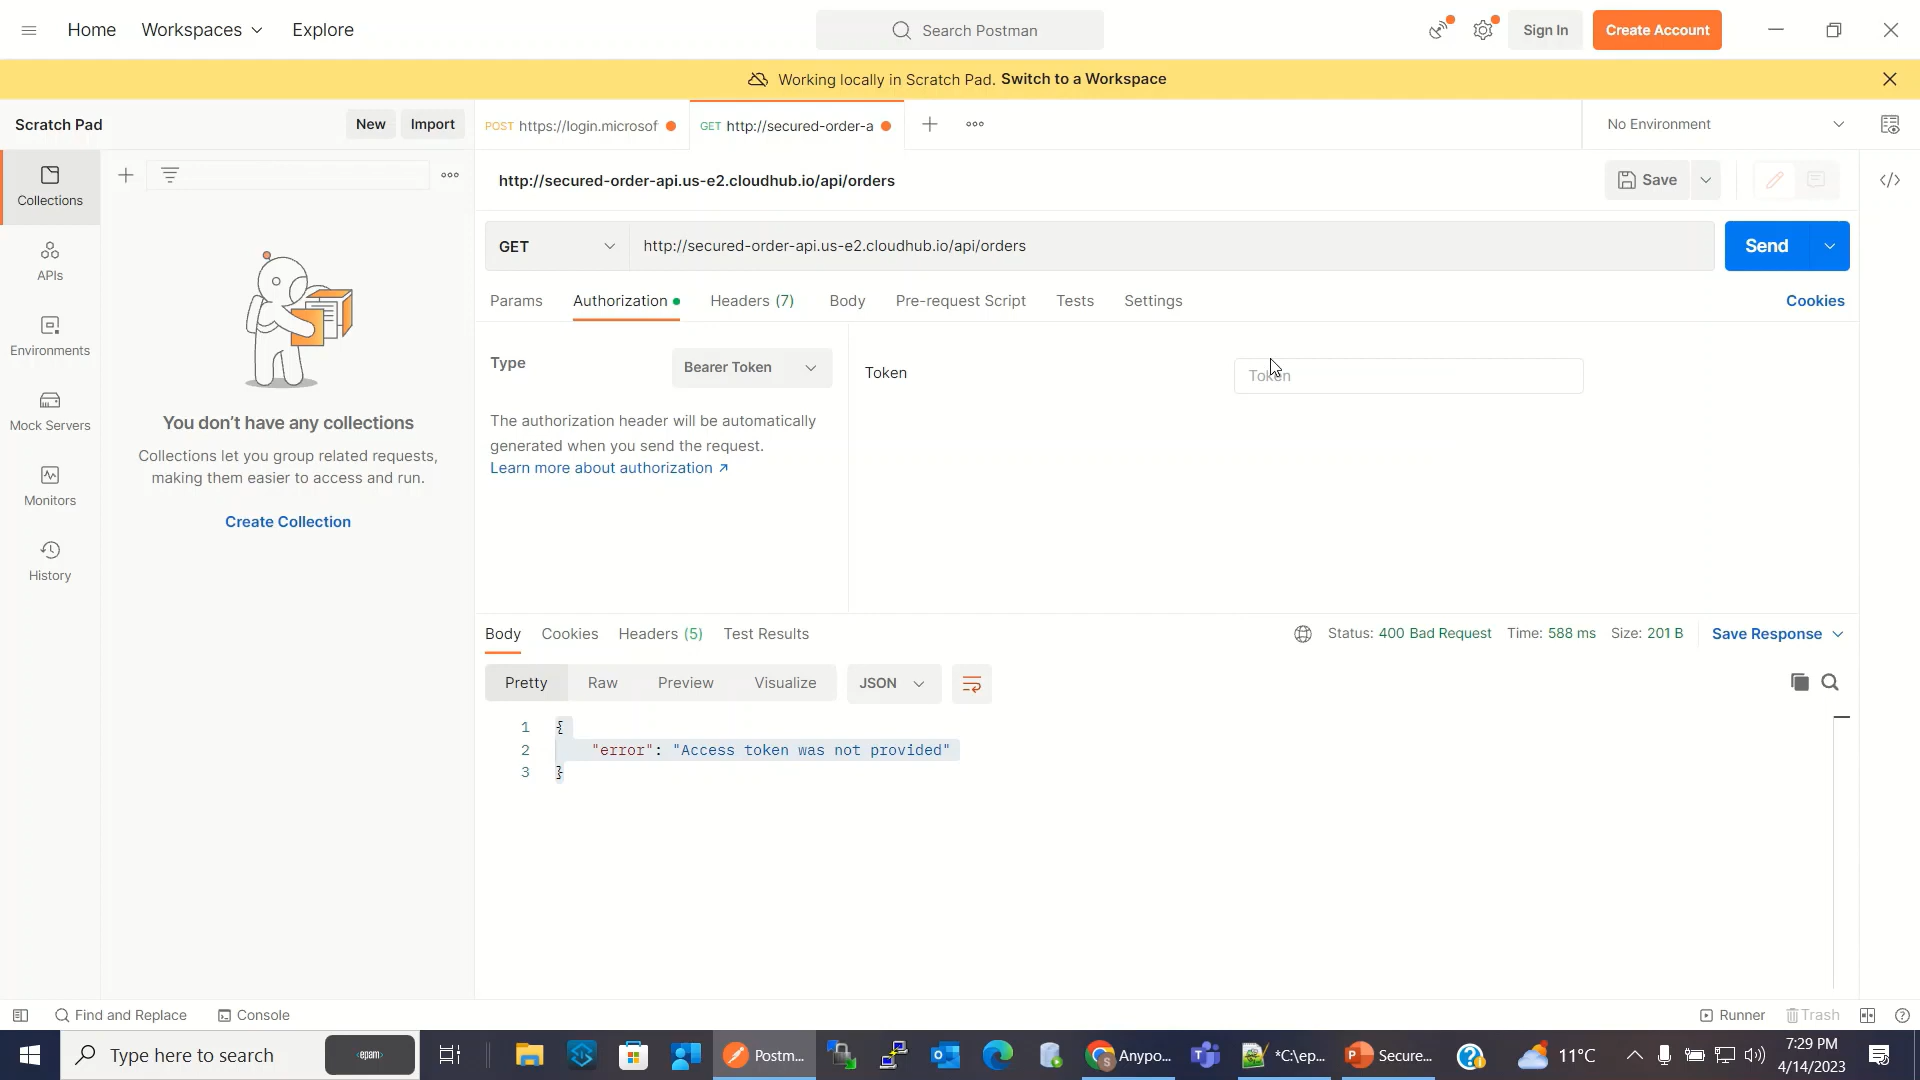 Home Workspaces Explore Search Postman Sign In Create Account
Working locally in Scratch Pad. Switch to a Workspace
Scratch Pad New Import POST https://login.microsof GET http://secured-order-a No Environment
Collections
http://secured-order-api.us-e2.cloudhub.io/api/orders Save
GET http://secured-order-api.us-e2.cloudhub.io/api/orders Send
APIs
Params Authorization Headers (7) Body Pre-request Script Tests Settings Cookies
Environments
Type Bearer Token Token Token
Mock Servers
You don't have any collections
Collections let you group related requests,
making them easier to access and run.
The authorization header will be automatically
generated when you send the request.
Learn more about authorization ↗
Monitors
Create Collection
History
Body Cookies Headers (5) Test Results Status: 400 Bad Request Time: 588 ms Size: 201 B Save Response
Pretty Raw Preview Visualize JSON
1 {
2 "error": "Access token was not provided"
3 }
Find and Replace Console Runner Trash
Type here to search <epam> Postm... Anypo... *C:\ep... Secure... 11°C 7:29 PM
4/14/2023